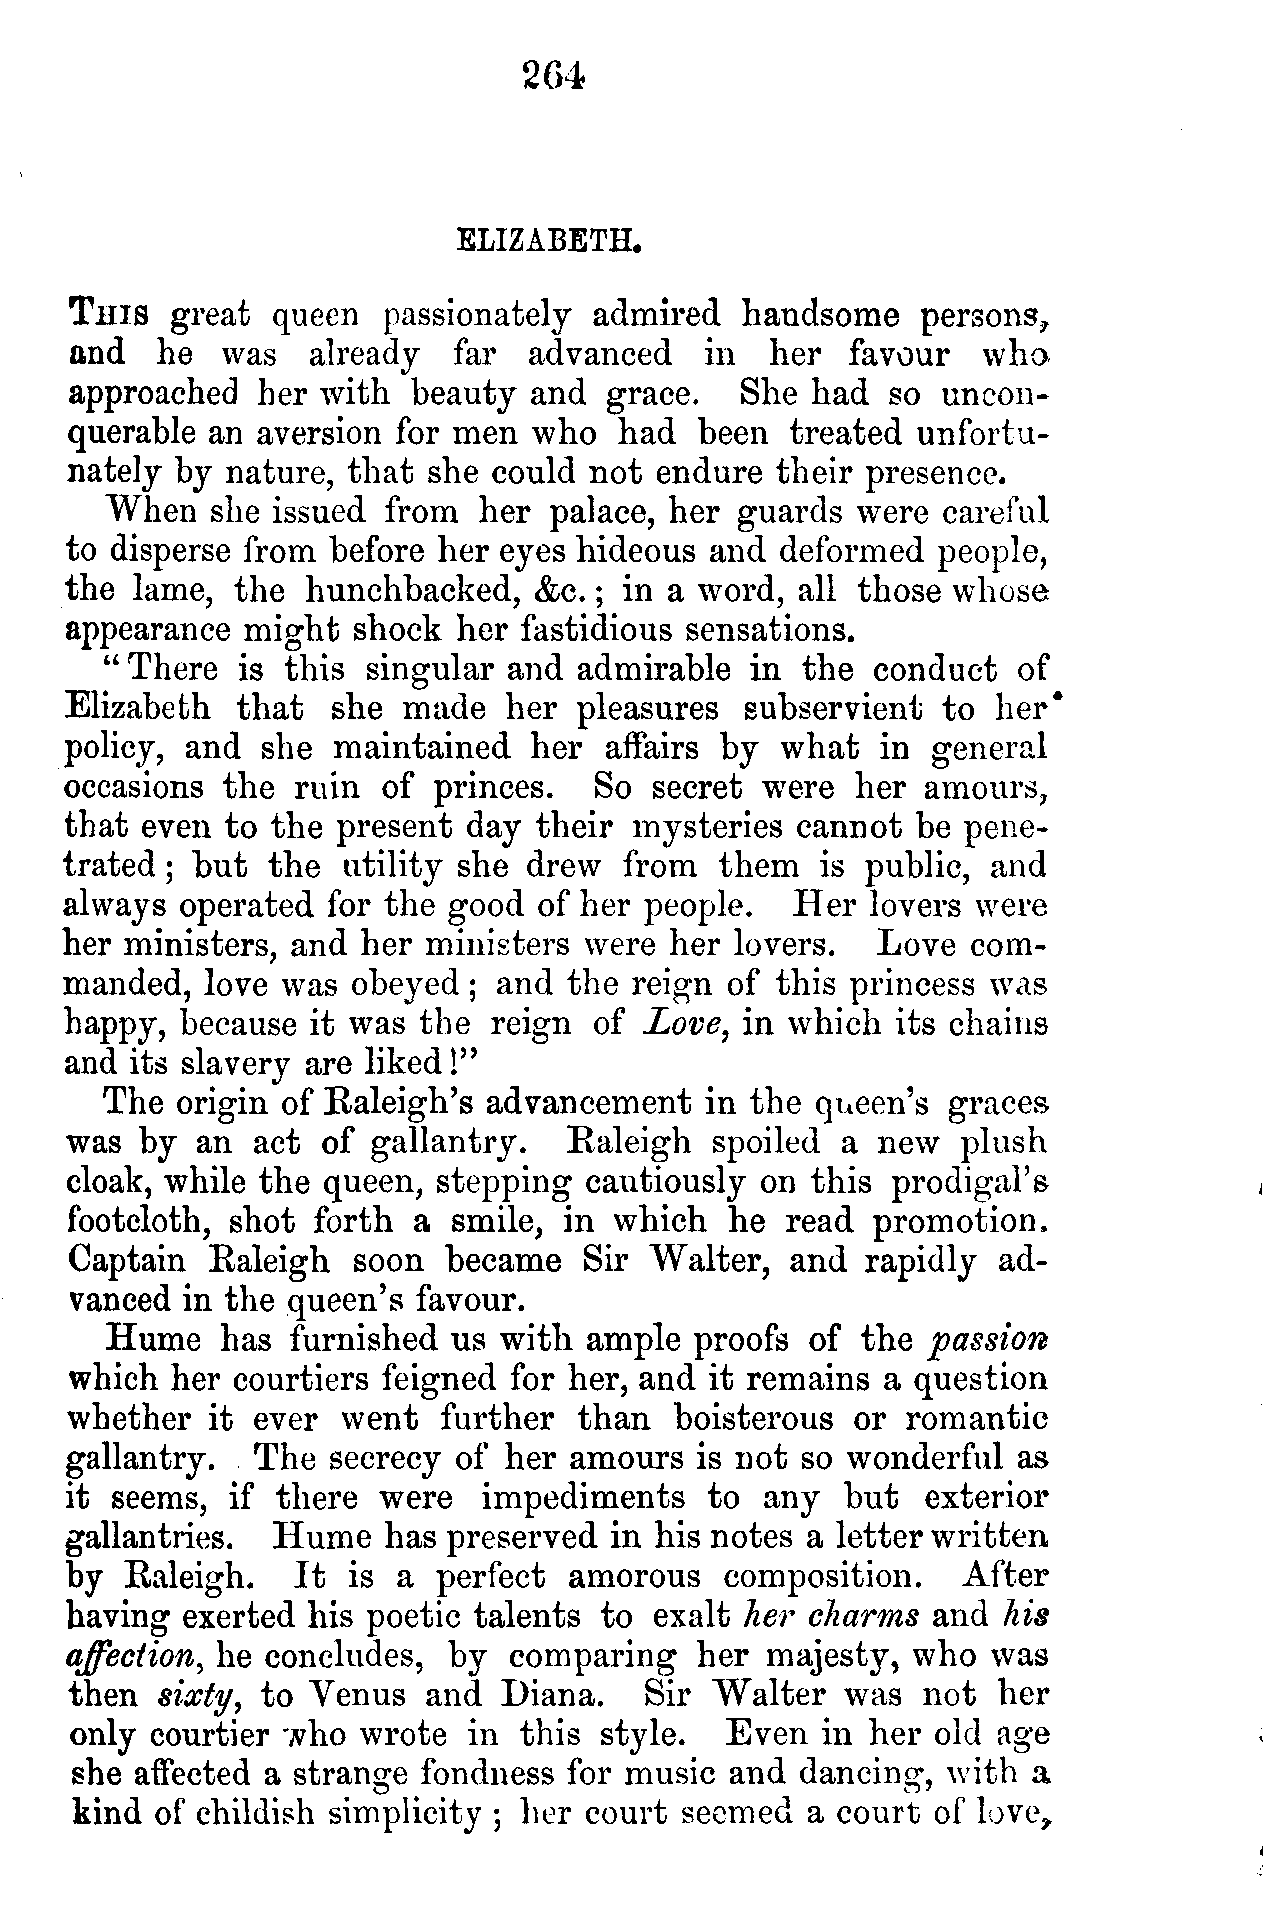 264
ELIZABETH.
THIS great queen passionately admired handsome persons,
and he was already far advanced in her favour who
approached her with beauty and grace. She had so uncon-
querable an aversion for men who had been treated unfortu-
nately by nature, that she could not endure their presence.
When she issued from her palace, her guards were careful
to disperse from before her eyes hideous and deformed people,
the lame, the hunchbacked, &c.; in a word, all those whose
appearance might shock her fastidious sensations.
“There is this singular and admirable in the conduct of
Elizabeth that she made her pleasures subservient to her
policy, and she maintained her affairs by what in general
occasions the ruin of princes. So secret were her amours,
that even to the present day their mysteries cannot be pene-
trated; but the utility she drew from them is public, and
always operated for the good of her people. Her lovers were
her ministers, and her ministers were her lovers. Love com-
manded, love was obeyed; and the reign of this princess was
happy, because it was the reign of Love, in which its chains
and its slavery are liked!”
The origin of Raleigh’s advancement in the queen’s graces
was by an act of gallantry. Raleigh spoiled a new plush
cloak, while the queen, stepping cautiously on this prodigal’s
footcloth, shot forth a smile, in which he read promotion.
Captain Raleigh soon became Sir Walter, and rapidly ad-
vanced in the queen’s favour.
Hume has furnished us with ample proofs of the passion
which her courtiers feigned for her, and it remains a question
whether it ever went further than boisterous or romantic
gallantry. The secrecy of her amours is not so wonderful as
it seems, if there were impediments to any but exterior
gallantries. Hume has preserved in his notes a letter written
by Raleigh. It is a perfect amorous composition. After
having exerted his poetic talents to exalt her charms and his
affection, he concludes, by comparing her majesty, who was
then sixty, to Venus and Diana. Sir Walter was not her
only courtier who wrote in this style. Even in her old age
she affected a strange fondness for music and dancing, with a
kind of childish simplicity; her court seemed a court of love,